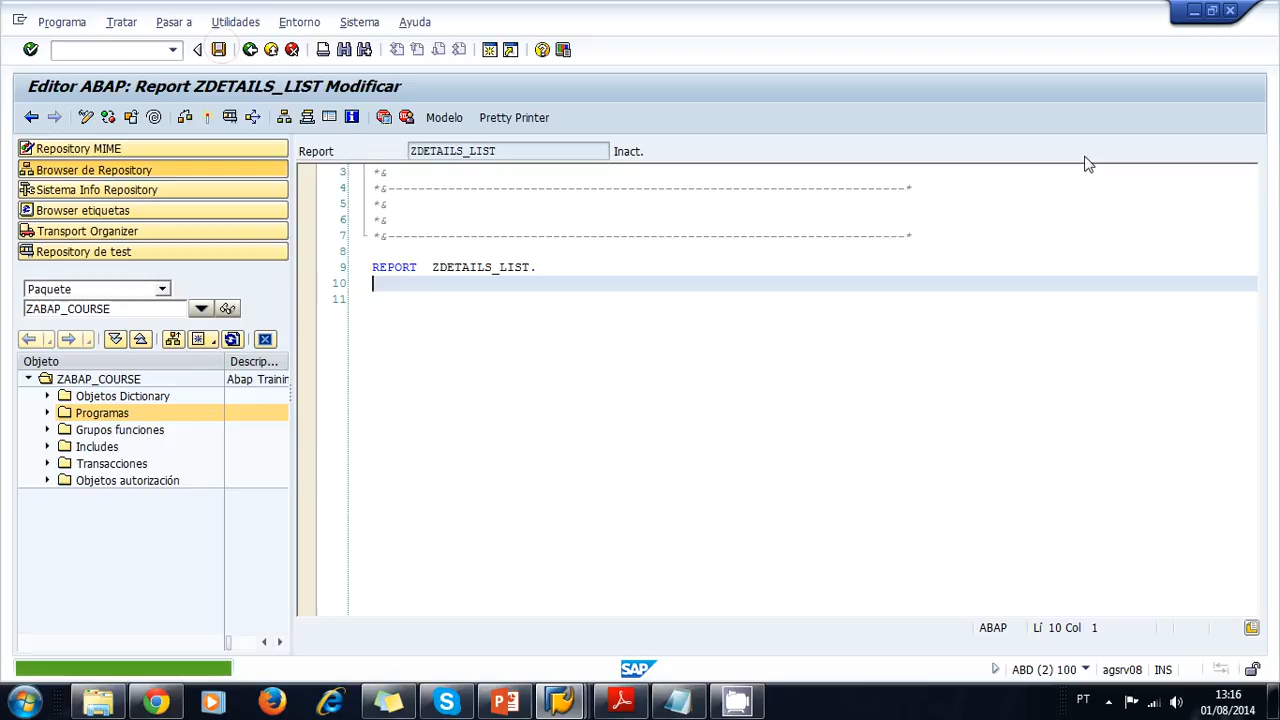 Programa Tratar Pasar a Utilidades Entorno Sistema Ayuda
Editor ABAP: Report ZDETAILS_LIST Modificar
Modelo Pretty Printer
Repository MIME
Browser de Repository
Sistema Info Repository
Browser etiquetas
Transport Organizer
Repository de test
Paquete
ZABAP_COURSE
Objeto Descrip...
ZABAP_COURSE Abap Trainin
Objetos Dictionary
Programas
Grupos funciones
Includes
Transacciones
Objetos autorización
Report ZDETAILS_LIST Inact.
3 *&
4 *&---------------------------------------------------------------------*
5 *&
6 *&
7 *&---------------------------------------------------------------------*
8
9 REPORT ZDETAILS_LIST.
10
11
ABAP Lí 10 Col 1
SAP
ABD (2) 100 agsrv08 INS
PT
13:16
01/08/2014